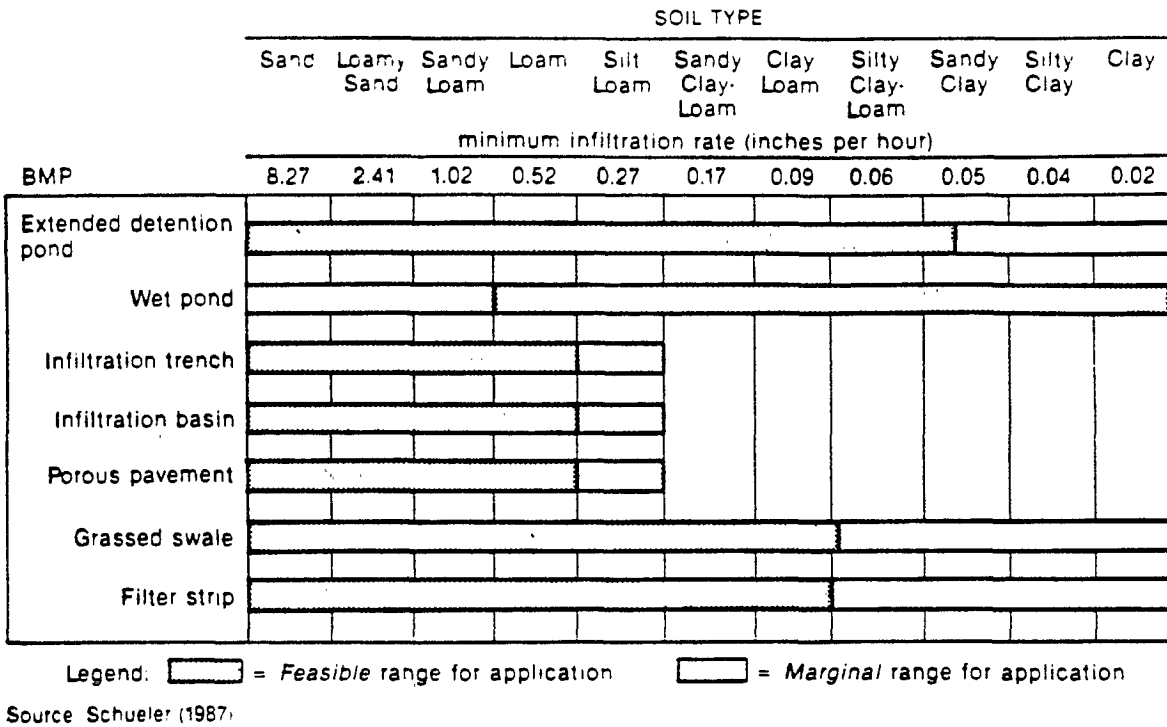 SOIL TYPE
Sand Loamy Sandy Loam Silt Sandy Clay Silty Sandy Silty Clay
Sand Loam Loam Clay- Loam Clay- Clay Clay
Loam Loam
minimum infiltration rate (inches per hour)
BMP 8.27 2.41 1.02 0.52 0.27 0.17 0.09 0.06 0.05 0.04 0.02
Extended detention
pond
Wet pond
Infiltration trench
Infiltration basin
Porous pavement
Grassed swale
Filter strip
Legend: = Feasible range for application = Marginal range for application
Source Schueler (1987)